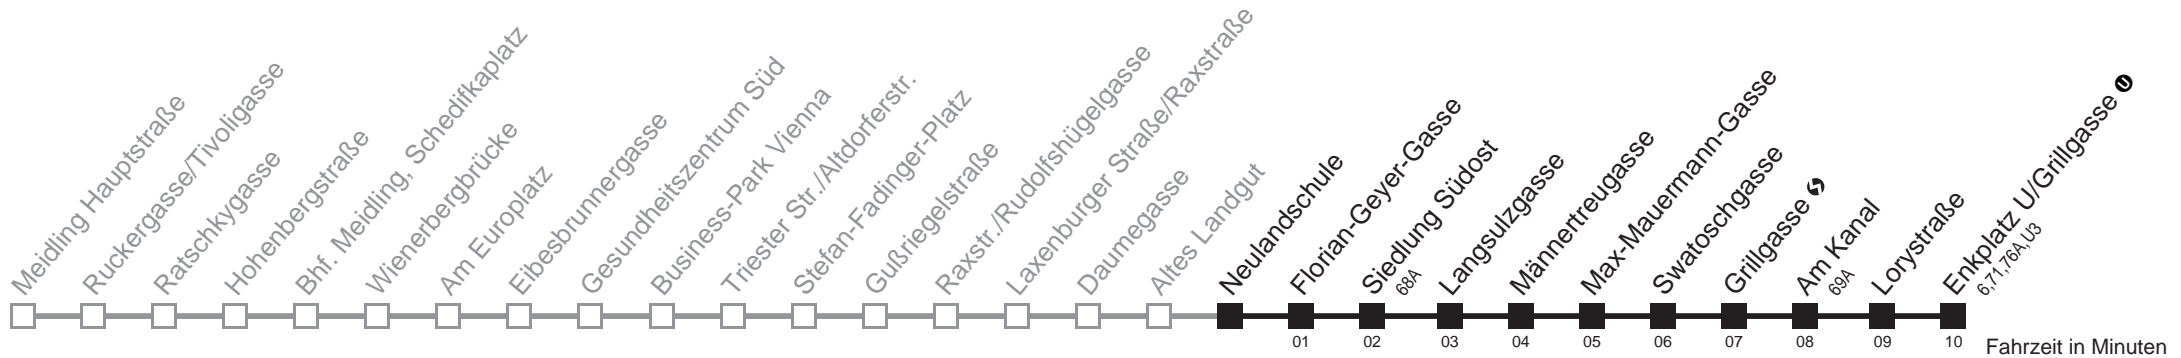 Meidling Hauptstraße
Ruckergasse/Tivoligasse
Ratschkygasse
Hohenbergstraße
Bhf. Meidling, Schedifkaplatz
Wienerbergbrücke
Am Europlatz
Eibesbrunnergasse
Gesundheitszentrum Süd
Business-Park Vienna
Triester Str./Altdorferstr.
Stefan-Fadinger-Platz
Gußriegelstraße
Raxstr./Rudolfshügelgasse
Laxenburger Straße/Raxstraße
Daumegasse
Altes Landgut
Neulandschule
Florian-Geyer-Gasse
Siedlung Südost
68A
Langsulzgasse
Männertreugasse
Max-Mauermann-Gasse
Swatoschgasse
Grillgasse
Am Kanal
69A
Lorystraße
Enkplatz U/Grillgasse U
6,71,76A,U3
01 02 03 04 05 06 07 08 09 10
Fahrzeit in Minuten